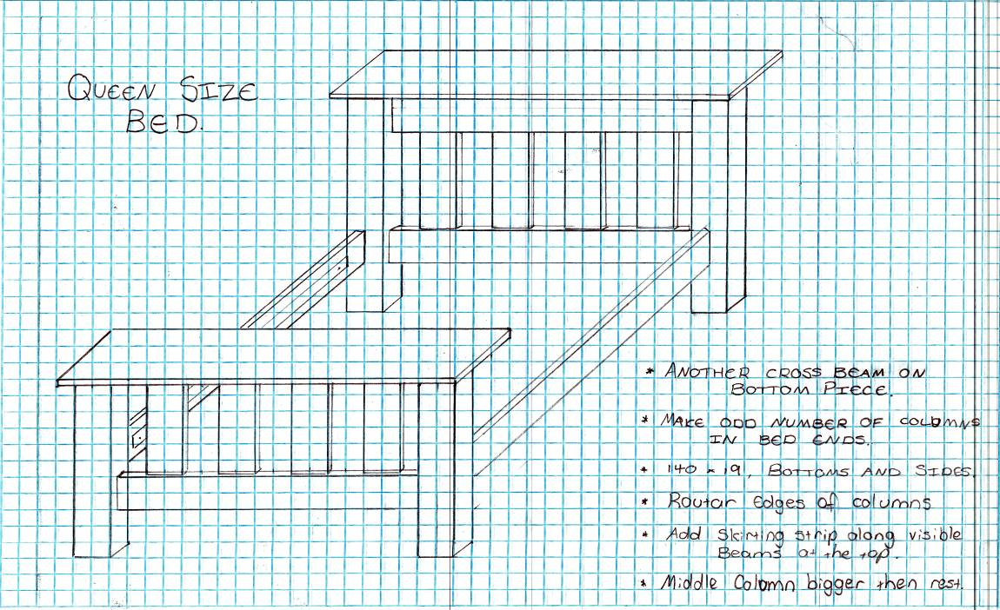 QUEEN SIZE
BED.
* ANOTHER CROSS BEAM ON
BOTTOM PIECE.
* MAKE ODD NUMBER OF COLUMNS
IN BED ENDS.
* 140 x 19, BOTTOMS AND SIDES.
* Routar Edges of columns
* Add Skirting strip along visible
Beams at the top.
* Middle Column bigger then rest.